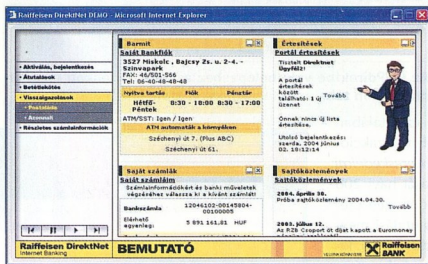 Raiffeisen DirektNet DEMO - Microsoft Internet Explorer
• Aktiválás, bejelentkezés
• Átutalások
• Betétlekötés
• Visszaigazolások
• Postázás
• Azonnali
• Részletes számlainformációk
Barmit
Saját Bankfiók
3527 Miskolc , Bajcsy Zs. u. 2-4. -
Szinvapark
FAX: 46/501-566
Tel: 06-40-48-48-48
Nyitva tartás Fiók Pénztár
Hétfő-
Péntek 8:30 - 18:00 8:30 - 17:00
ATM/SST: Igen / Igen
ATM automaták a környéken
Széchenyi út 7. (Plus ABC)
Széchenyi út 61.
Értesítések
Portál értesítések
Tisztelt Direktnet
Ügyfél!
A portál
értesítések
között Tovább
található: 1 új
üzenet
Önnek nincs új lista
értesítése.
Utolsó bejelentkezés:
szerda, 2004 június
02. 18:12:14
Saját számlák
Saját számláim
Számlainformációkért és banki műveletek
végzéséhez válassza ki a kívánt számlát!
Bankszámla 12046102-00145804-
00100005
Elérhető
egyenleg: 5 891 161,81 HUF
Sajtóközlemények
Sajtóközlemények
2004. április 30.
Próba sajtóközlemény 2004.04.30.
Tovább
2003. július 12.
Az RZB Csoport öt díjat kapott a Euromoney
Raiffeisen DirektNet
Internet Banking
BEMUTATÓ
Raiffeisen
BANK